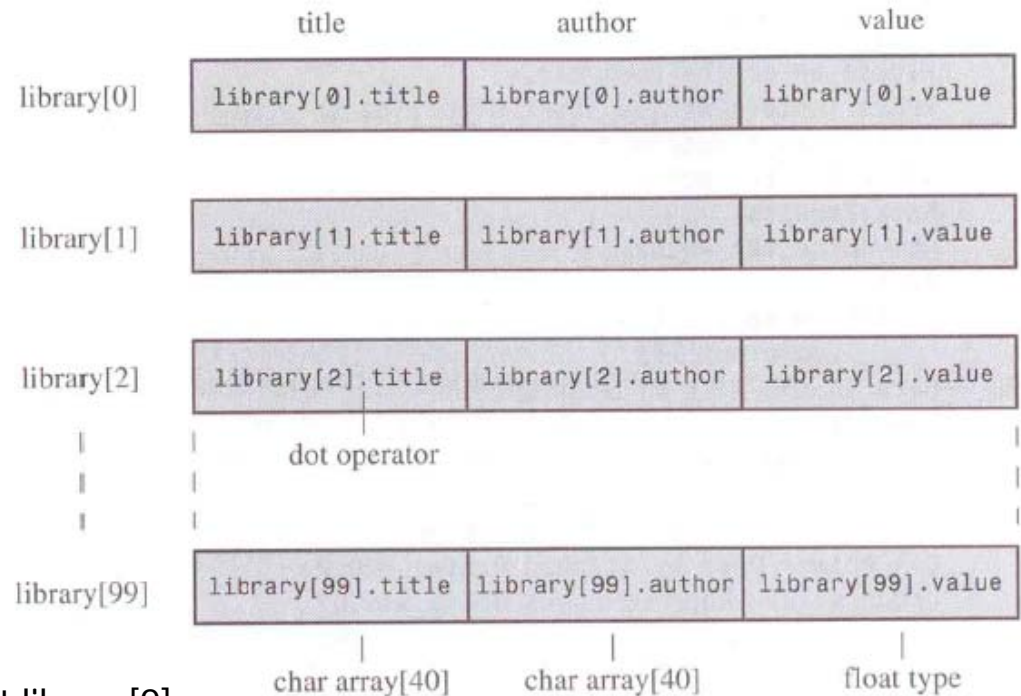 title author value
library[0] library[0].title library[0].author library[0].value
library[1] library[1].title library[1].author library[1].value
library[2] library[2].title library[2].author library[2].value
dot operator
library[99] library[99].title library[99].author library[99].value
char array[40] char array[40] float type
library[0]